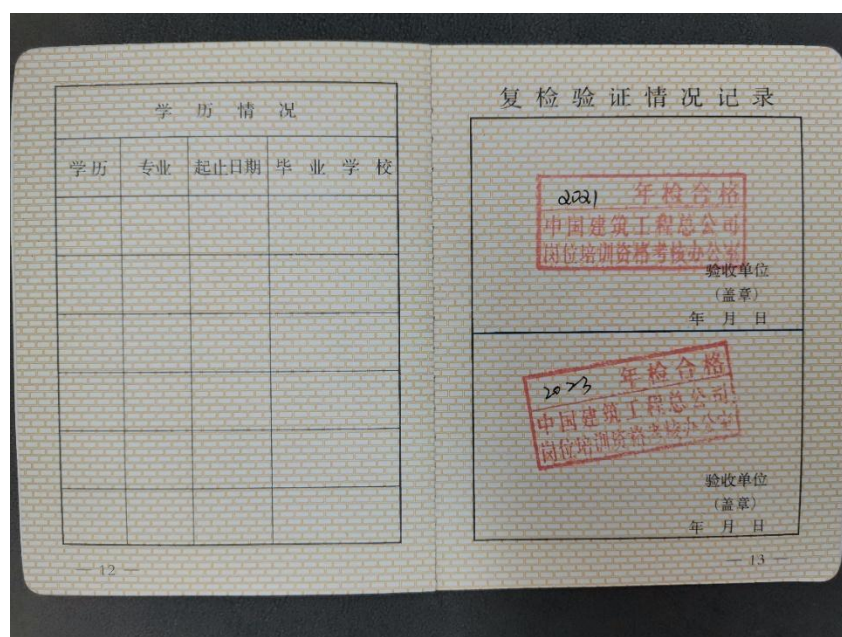 学历情况
学历 专业 起止日期 毕业学校
— 12 —
复检验证情况记录
2021 年检合格
中国建筑工程总公司
岗位培训资格考核办公室
验收单位
(盖章)
年 月 日
2023 年检合格
中国建筑工程总公司
岗位培训资格考核办公室
验收单位
(盖章)
年 月 日
— 13 —